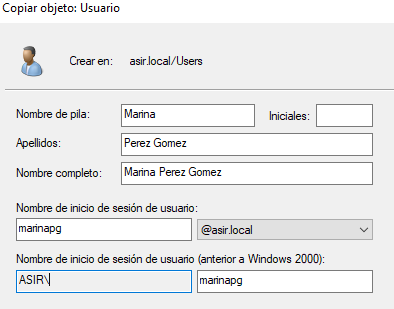 Copiar objeto: Usuario
Crear en: asir.local/Users
Nombre de pila: Marina Iniciales:
Apellidos: Perez Gomez
Nombre completo: Marina Perez Gomez
Nombre de inicio de sesión de usuario:
marinapg @asir.local
Nombre de inicio de sesión de usuario (anterior a Windows 2000):
ASIR\ marinapg